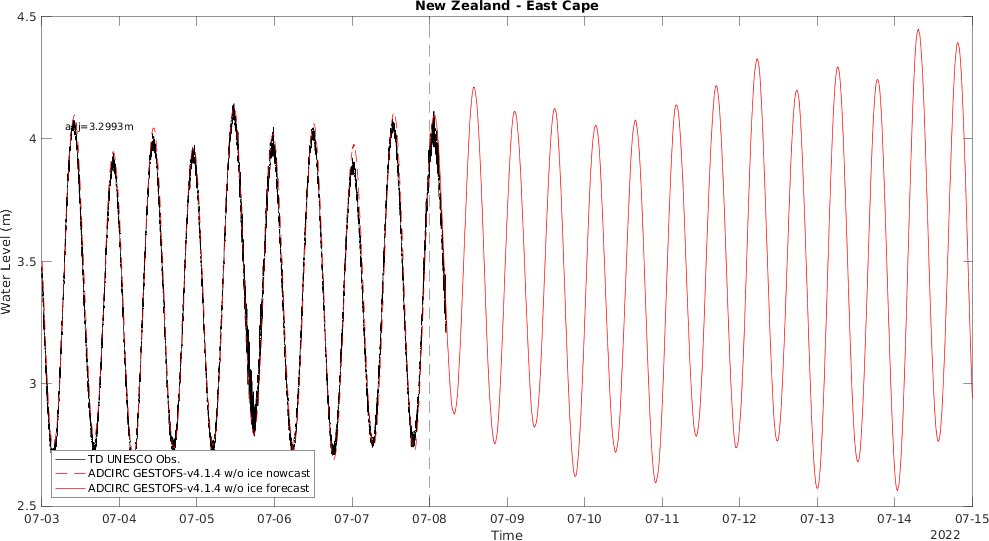 New Zealand - East Cape
4.5
4
3.5
3
2.5
Water Level (m)
adj=3.2993m
TD UNESCO Obs.
ADCIRC GESTOFS-v4.1.4 w/o ice nowcast
ADCIRC GESTOFS-v4.1.4 w/o ice forecast
07-03 07-04 07-05 07-06 07-07 07-08 07-09 07-10 07-11 07-12 07-13 07-14 07-15
Time
2022